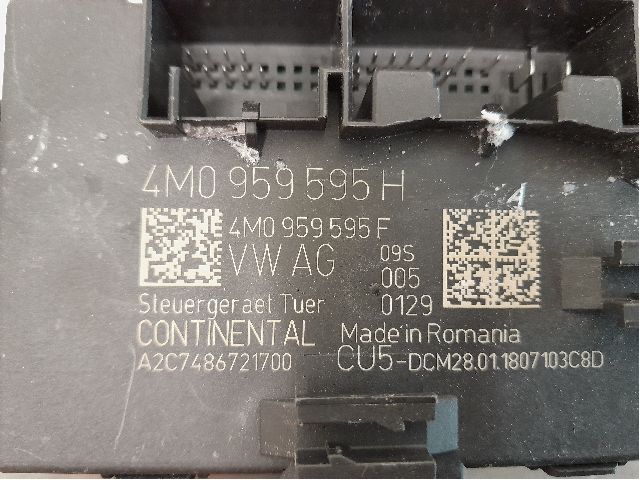 4M0 959 595 H
4M0 959 595 F
VW AG
09S
005
Steuergeraet Tuer 0129
CONTINENTAL Made in Romania
A2C7486721700 CU5-DCM28.01.1807103C8D